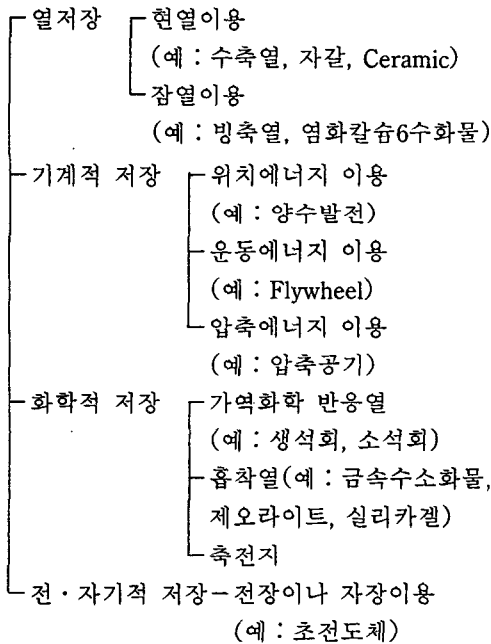 열저장 현열이용
(예 : 수축열, 자갈, Ceramic)
잠열이용
(예 : 빙축열, 염화칼슘6수화물)
기계적 저장 위치에너지 이용
(예 : 양수발전)
운동에너지 이용
(예 : Flywheel)
압축에너지 이용
(예 : 압축공기)
화학적 저장 가역화학 반응열
(예 : 생석회, 소석회)
흡착열(예 : 금속수소화물,
제오라이트, 실리카겔)
축전지
전·자기적 저장 전장이나 자장이용
(예 : 초전도체)